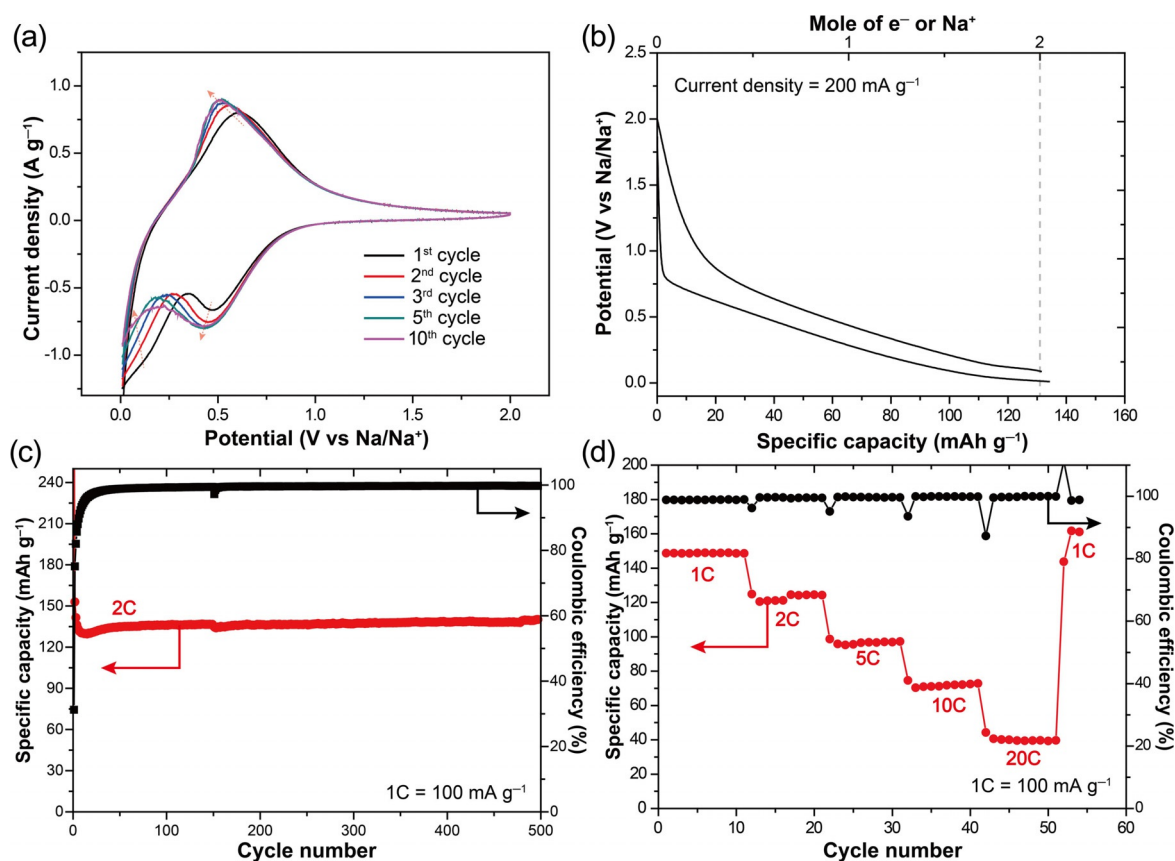 (a)
1.0
0.5
0.0
-0.5
-1.0
Current density (A g⁻¹)
1ˢᵗ cycle
2ⁿᵈ cycle
3ʳᵈ cycle
5ᵗʰ cycle
10ᵗʰ cycle
0.0 0.5 1.0 1.5 2.0
Potential (V vs Na/Na⁺)
(b)
Mole of e⁻ or Na⁺
0 1 2
2.5
2.0
1.5
1.0
0.5
0.0
Potential (V vs Na/Na⁺)
Current density = 200 mA g⁻¹
0 20 40 60 80 100 120 140 160
Specific capacity (mAh g⁻¹)
(c)
240
210
180
150
135
120
90
60
30
0
Specific capacity (mAh g⁻¹)
2C
1C = 100 mA g⁻¹
100
80
60
40
20
0
Coulombic efficiency (%)
0 100 200 300 400 500
Cycle number
(d)
200
180
160
140
120
100
80
60
40
20
0
Specific capacity (mAh g⁻¹)
1C
2C
5C
10C
20C
1C
1C = 100 mA g⁻¹
100
80
60
40
20
0
Coulombic efficiency (%)
0 10 20 30 40 50 60
Cycle number